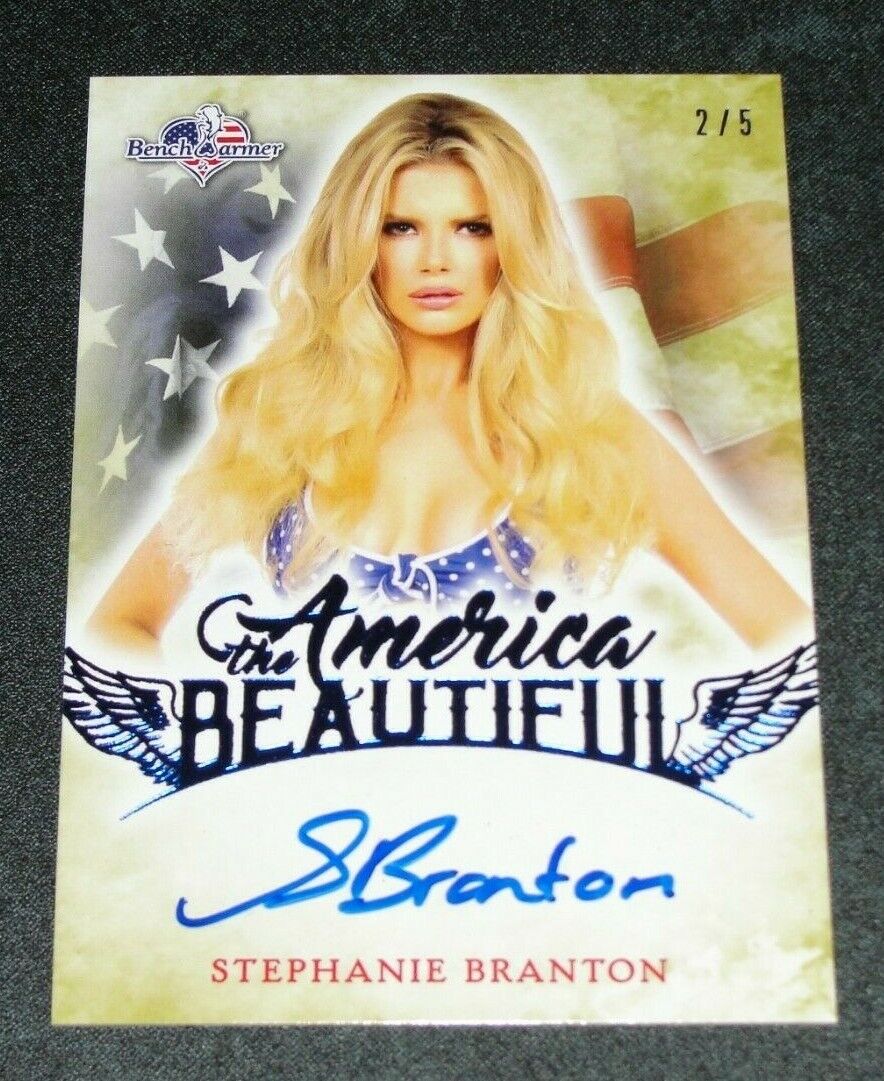 BenchWarmer
2/5
America
the
BEAUTIFUL
SBranton
STEPHANIE BRANTON